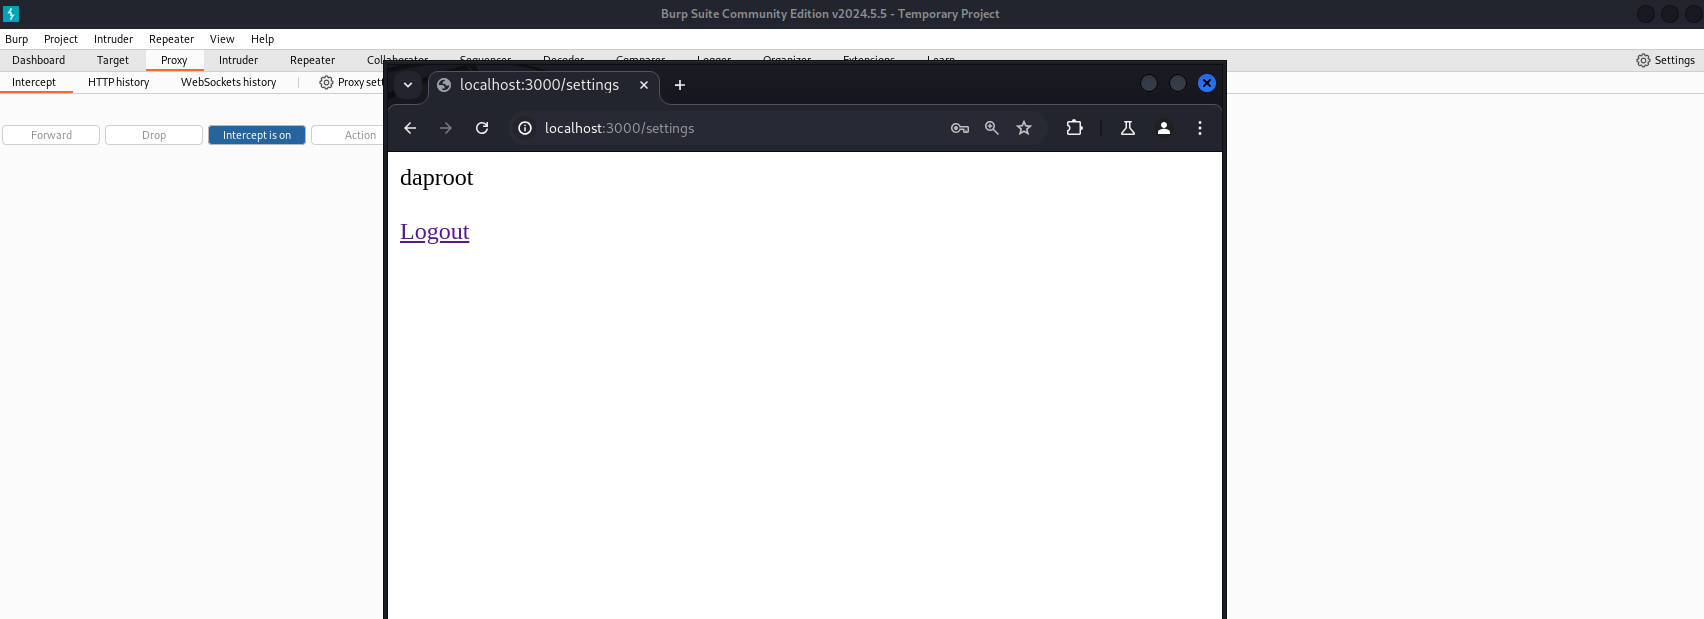 Burp Suite Community Edition v2024.5.5 - Temporary Project
Burp Project Intruder Repeater View Help
Dashboard Target Proxy Intruder Repeater Collaborator Sequencer Decoder Comparer Logger Organizer Extensions Learn Settings
Intercept HTTP history WebSockets history Proxy sett
Forward Drop Intercept is on Action
localhost:3000/settings
localhost:3000/settings
daproot
Logout